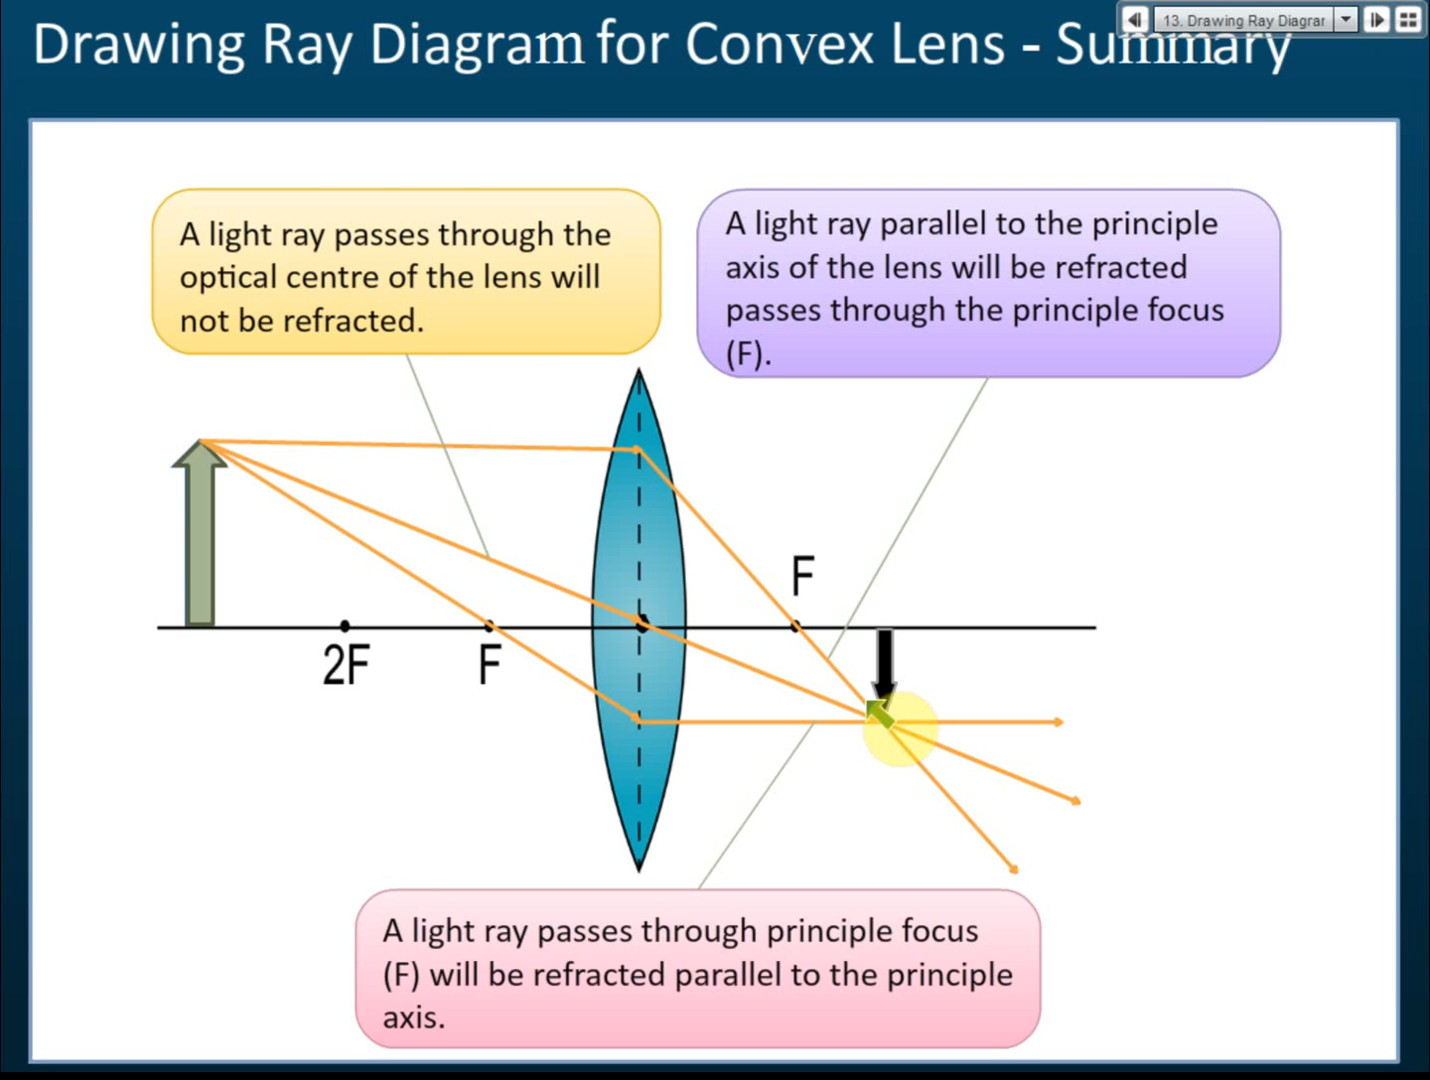 13. Drawing Ray Diagrar
Drawing Ray Diagram for Convex Lens - Summary
A light ray passes through the
optical centre of the lens will
not be refracted.
A light ray parallel to the principle
axis of the lens will be refracted
passes through the principle focus
(F).
F
2F
F
A light ray passes through principle focus
(F) will be refracted parallel to the principle
axis.